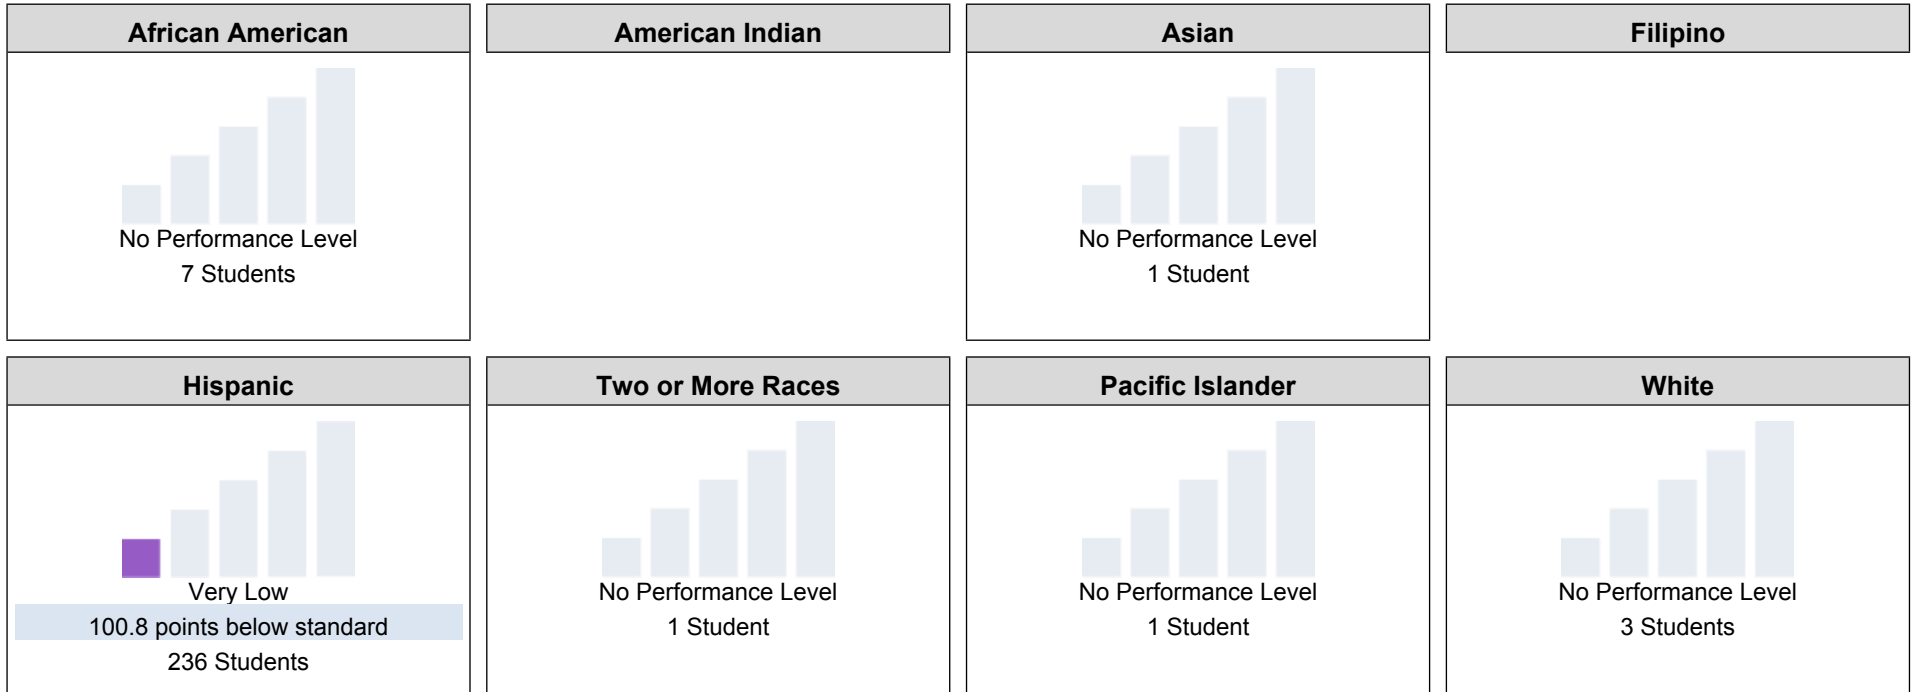 African American
No Performance Level
7 Students
American Indian
Asian
No Performance Level
1 Student
Filipino
Hispanic
Very Low
100.8 points below standard
236 Students
Two or More Races
No Performance Level
1 Student
Pacific Islander
No Performance Level
1 Student
White
No Performance Level
3 Students